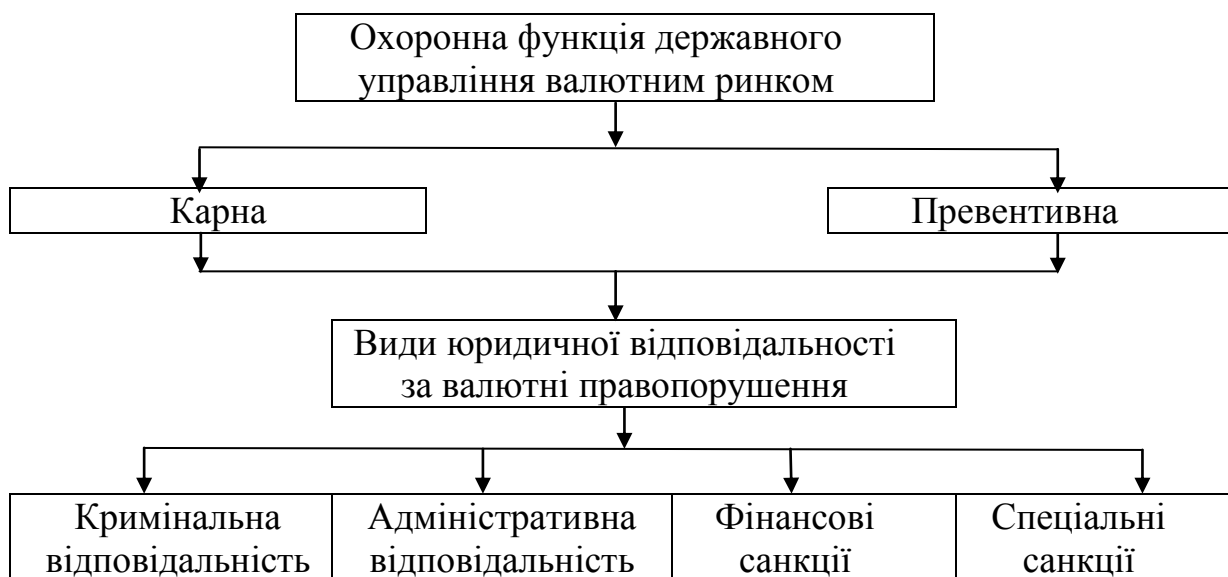 Охоронна функція державного
управління валютним ринком
Карна
Превентивна
Види юридичної відповідальності
за валютні правопорушення
Кримінальна
відповідальність
Адміністративна
відповідальність
Фінансові
санкції
Спеціальні
санкції